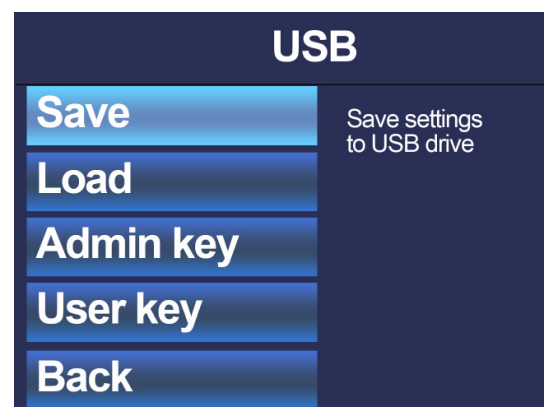 USB
Save
Save settings
to USB drive
Load
Admin key
User key
Back